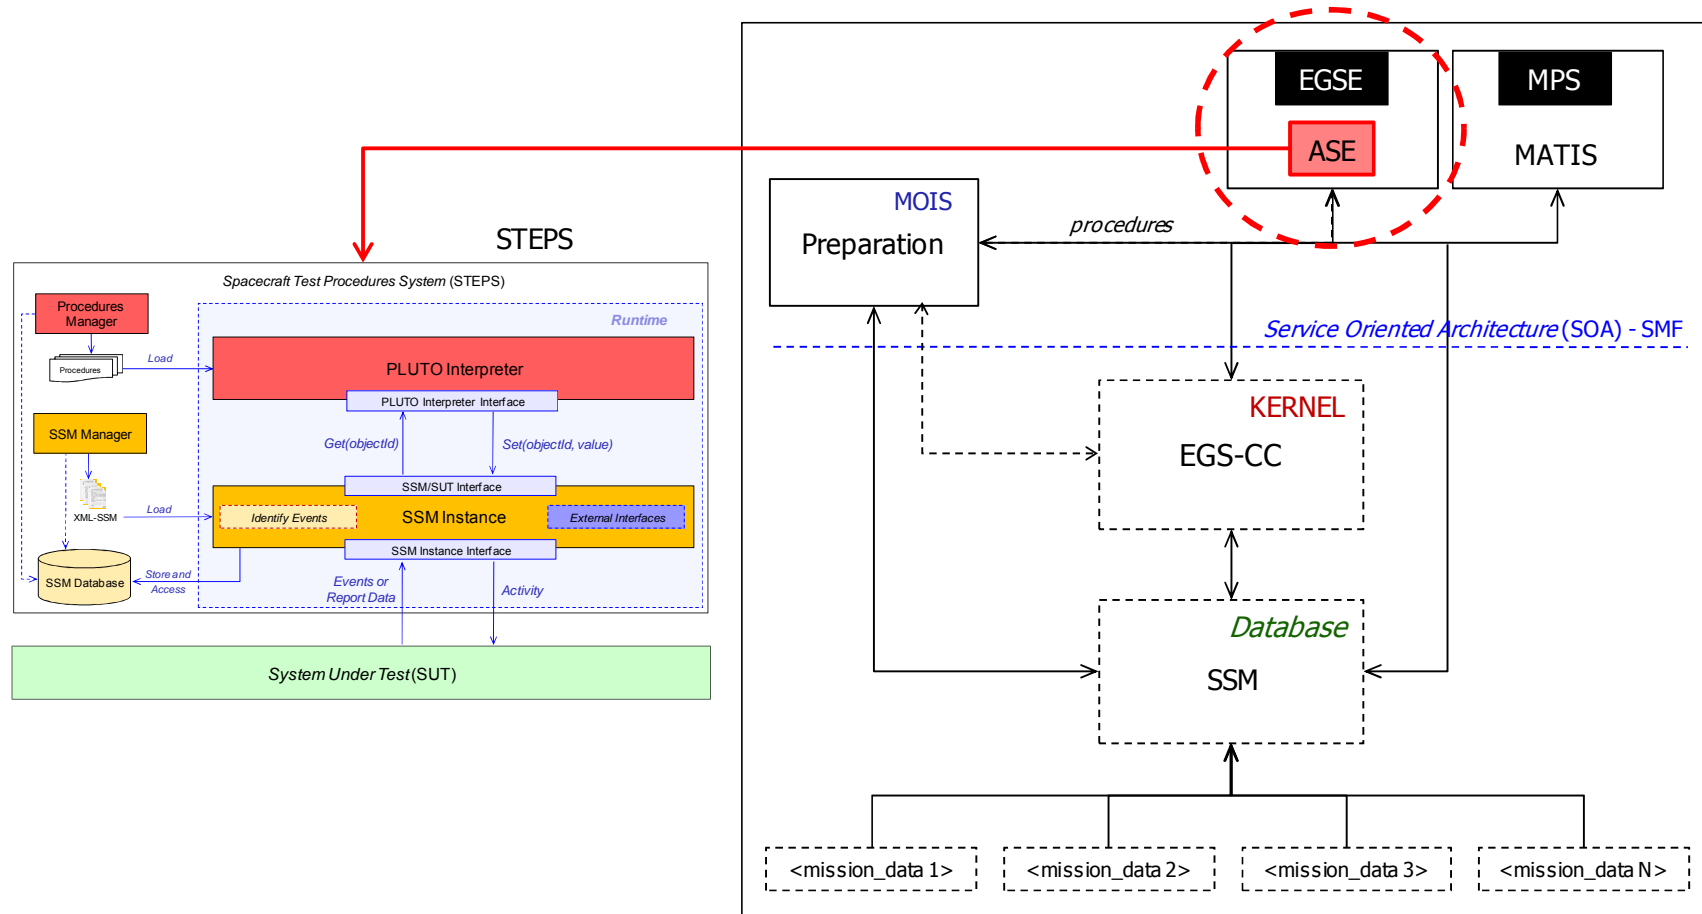 EGSE
MPS
ASE
MATIS
MOIS
Preparation
procedures
STEPS
Spacecraft Test Procedures System (STEPS)
Procedures
Manager
Runtime
Procedures
Load
PLUTO Interpreter
PLUTO Interpreter Interface
SSM Manager
Get(objectId)
Set(objectId, value)
XML-SSM
Load
SSM/SUT Interface
Identify Events
SSM Instance
External Interfaces
SSM Instance Interface
SSM Database
Store and
Access
Events or
Report Data
Activity
System Under Test (SUT)
Service Oriented Architecture (SOA) - SMF
KERNEL
EGS-CC
Database
SSM
<mission_data 1>
<mission_data 2>
<mission_data 3>
<mission_data N>